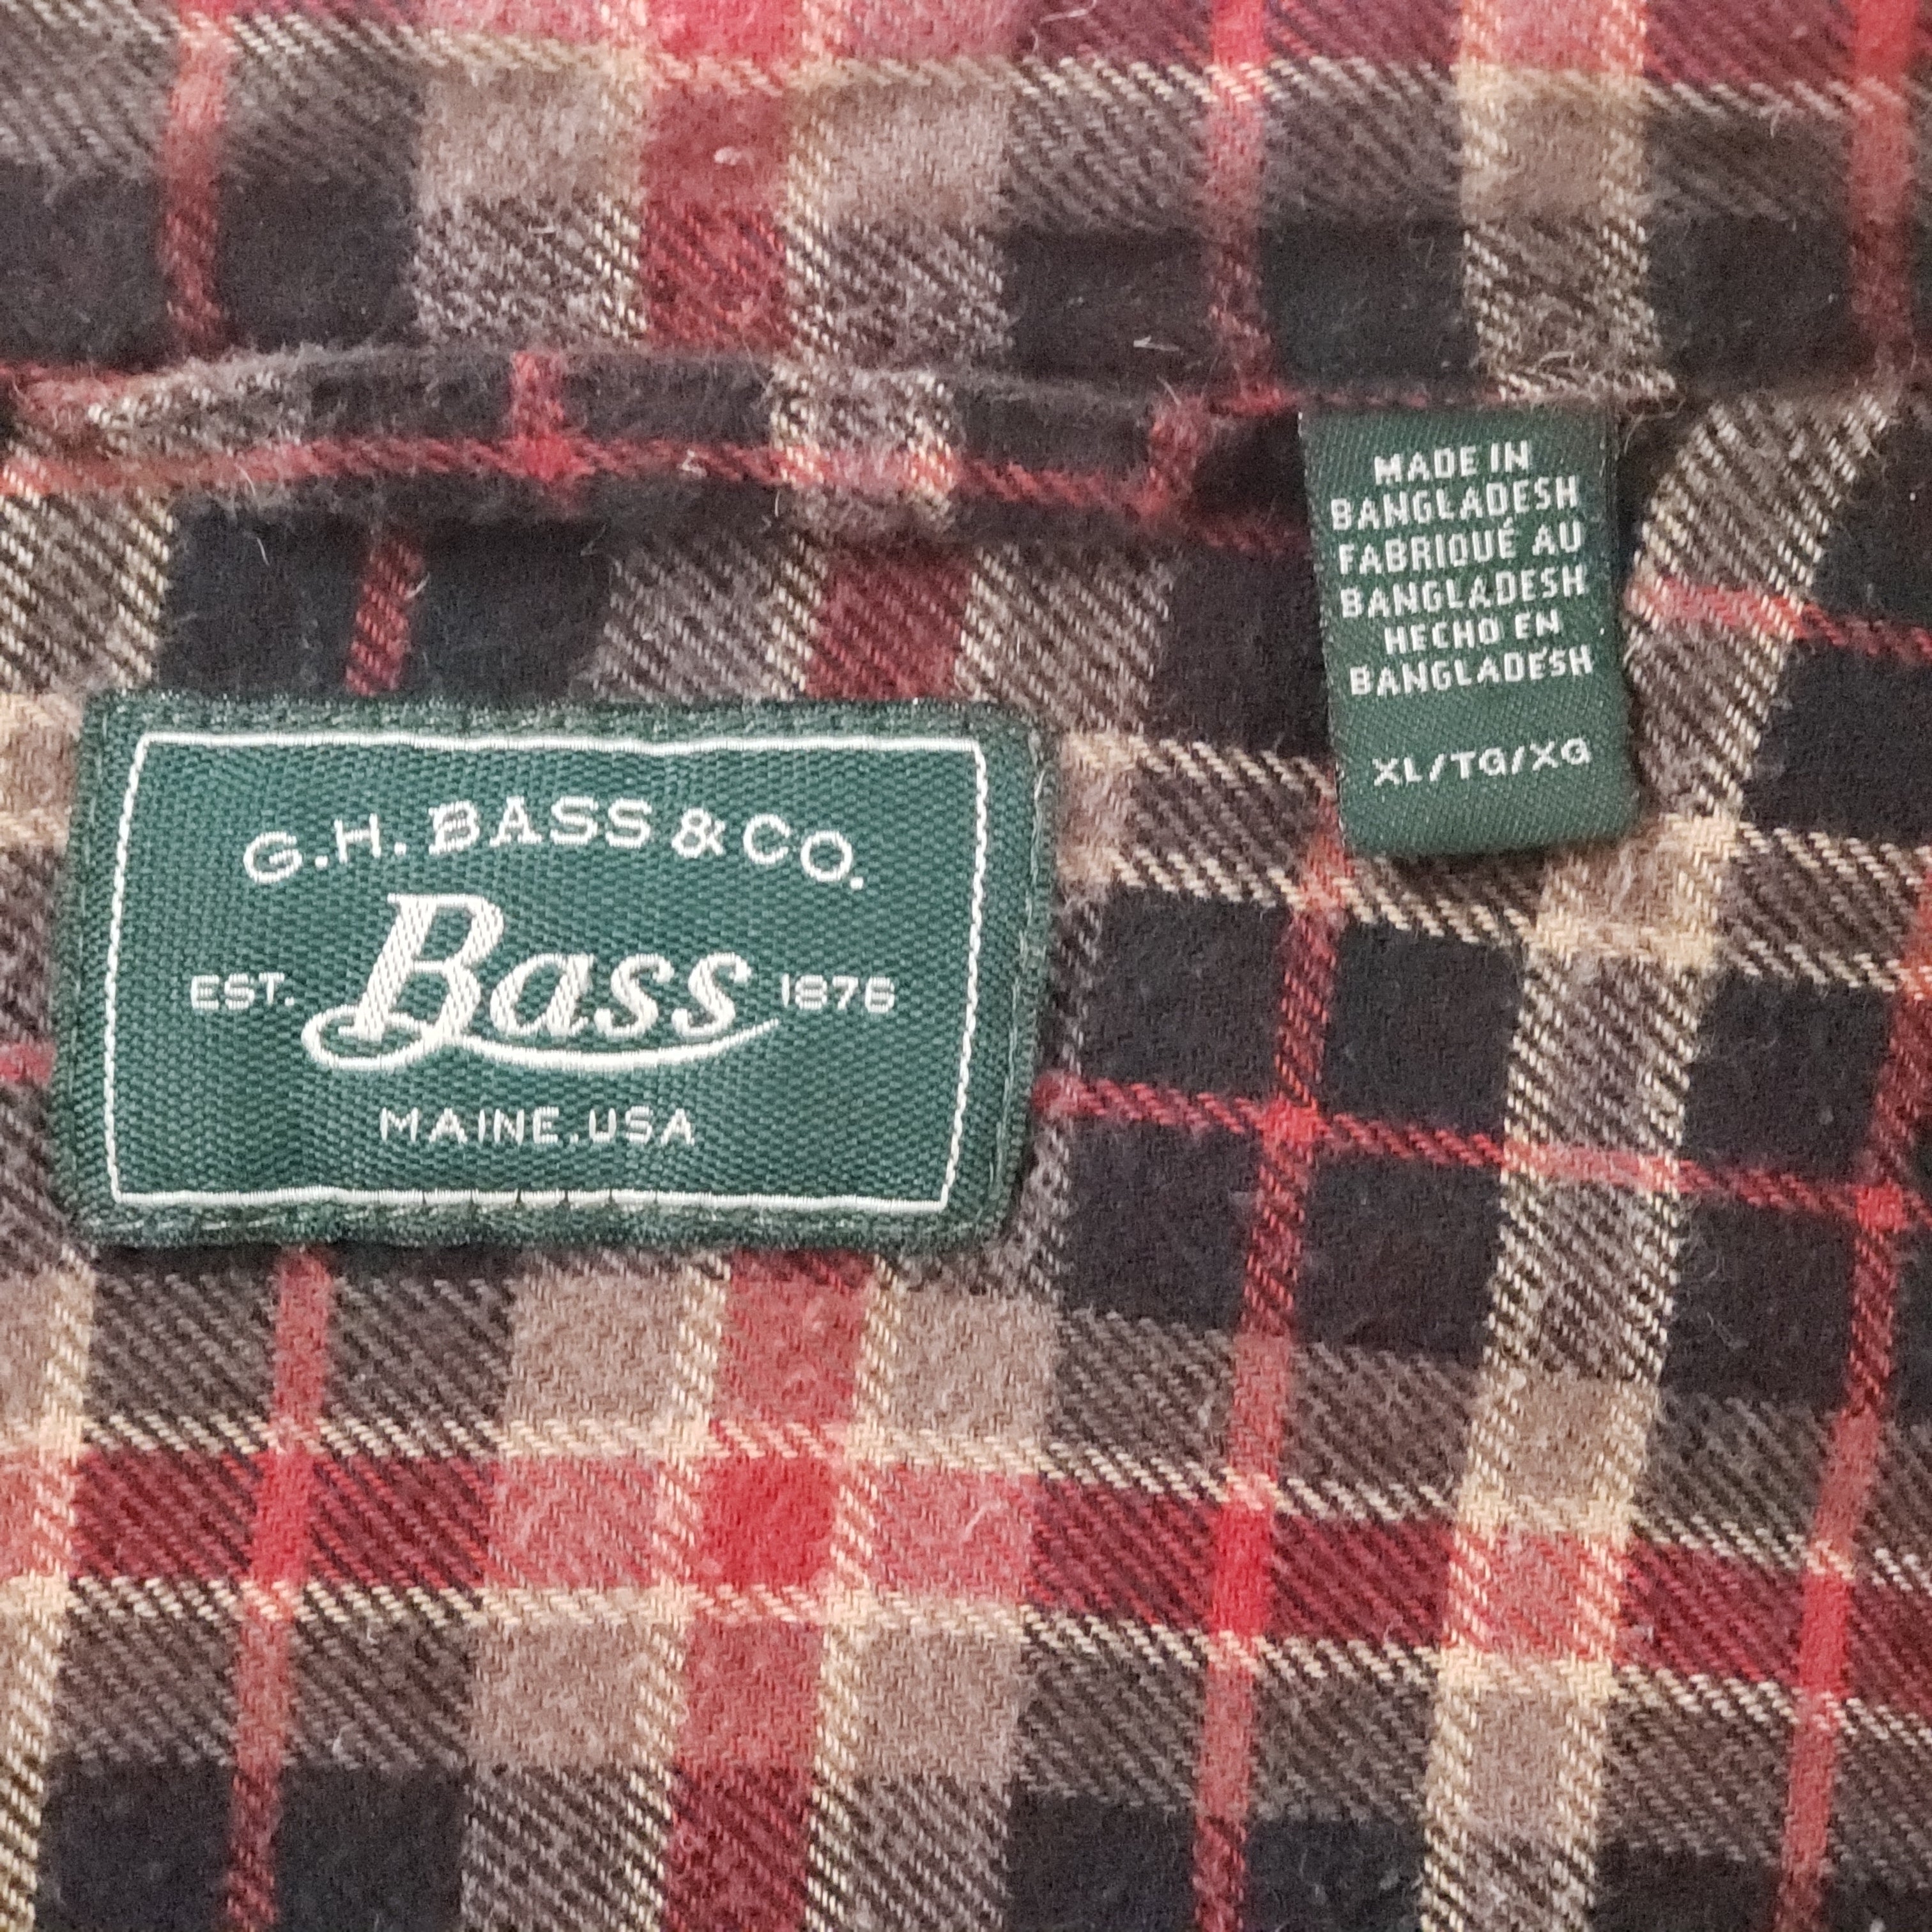 MADE IN
BANGLADESH
FABRIQUÉ AU
BANGLADESH
HECHO EN
BANGLADESH
XL/TG/XG
G.H. BASS & CO.
Bass
EST. 1876
MAINE, USA